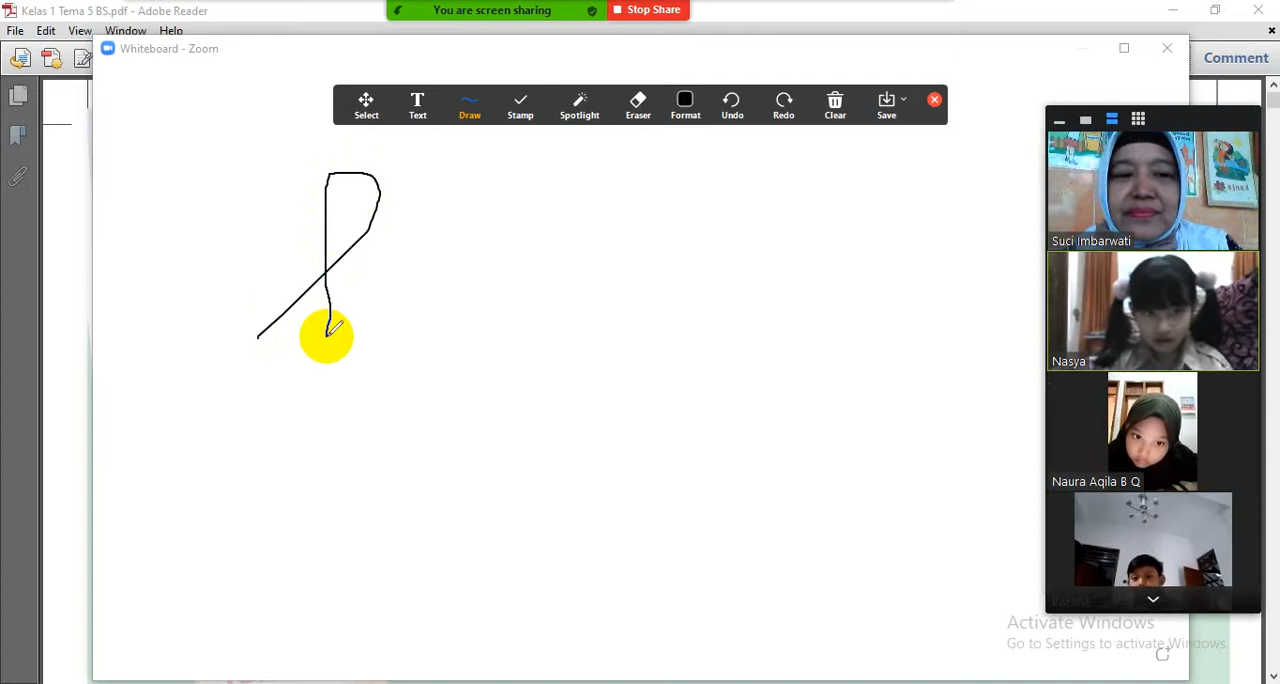 Kelas 1 Tema 5 BS.pdf - Adobe Reader
You are screen sharing
Stop Share
File Edit View Window Help
Whiteboard - Zoom
Comment
Select Text Draw Stamp Spotlight Eraser Format Undo Redo Clear Save
Suci Imbarwati
Nasya
Naura Aqila B Q
Activate Windows
Go to Settings to activate Windows.